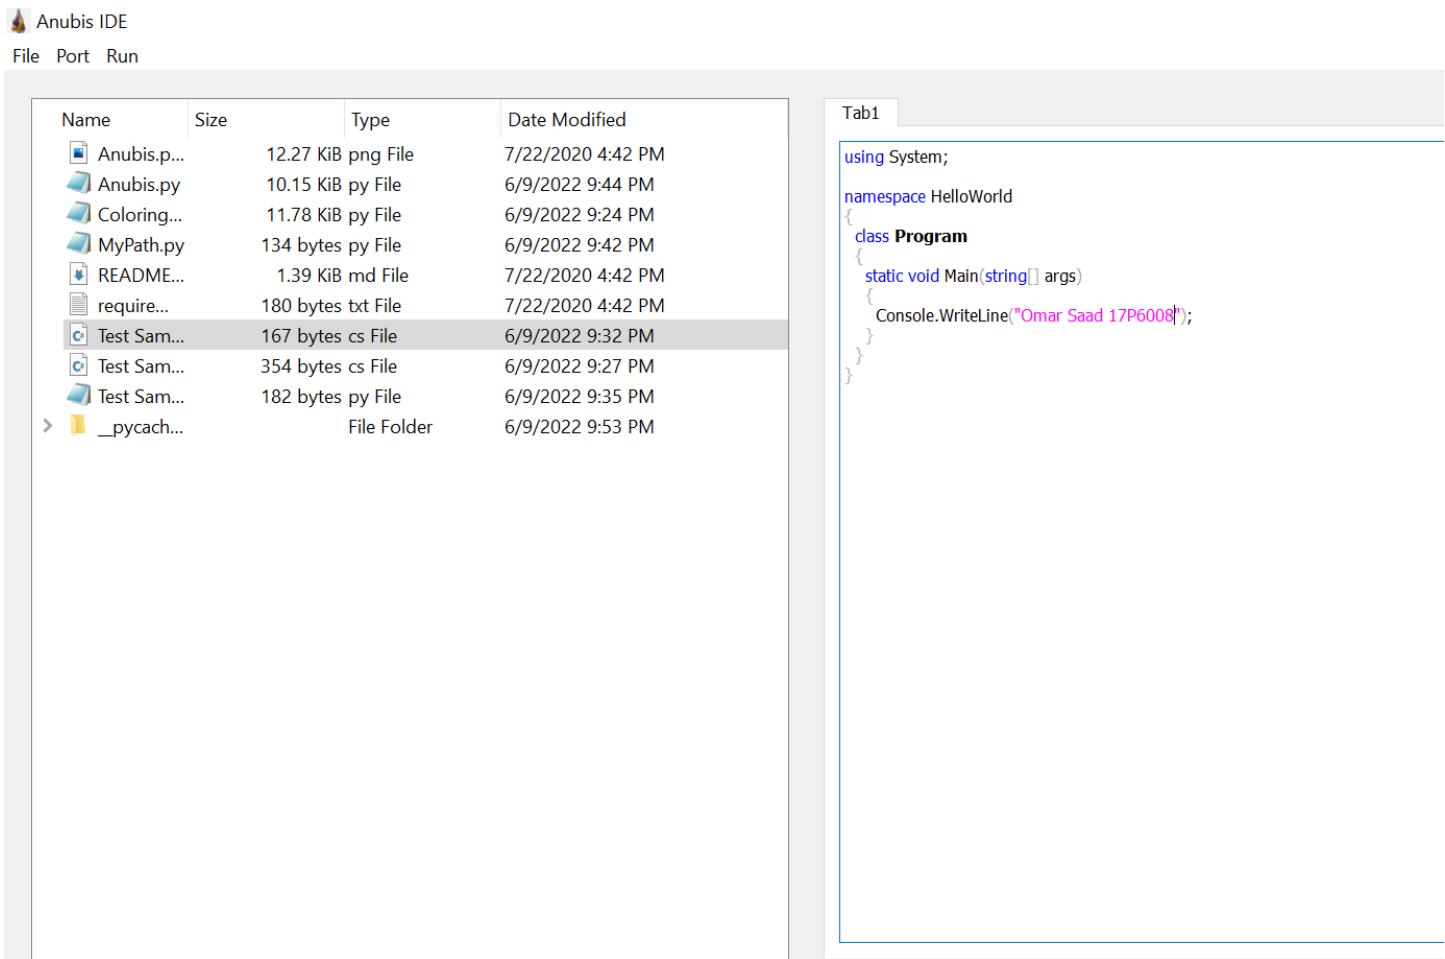 Anubis IDE
File Port Run
Name Size Type Date Modified
Anubis.p... 12.27 KiB png File 7/22/2020 4:42 PM
Anubis.py 10.15 KiB py File 6/9/2022 9:44 PM
Coloring... 11.78 KiB py File 6/9/2022 9:24 PM
MyPath.py 134 bytes py File 6/9/2022 9:42 PM
README... 1.39 KiB md File 7/22/2020 4:42 PM
require... 180 bytes txt File 7/22/2020 4:42 PM
Test Sam... 167 bytes cs File 6/9/2022 9:32 PM
Test Sam... 354 bytes cs File 6/9/2022 9:27 PM
Test Sam... 182 bytes py File 6/9/2022 9:35 PM
__pycach... File Folder 6/9/2022 9:53 PM
Tab1
using System;
namespace HelloWorld
{
class Program
{
static void Main(string[] args)
{
Console.WriteLine("Omar Saad 17P6008");
}
}
}